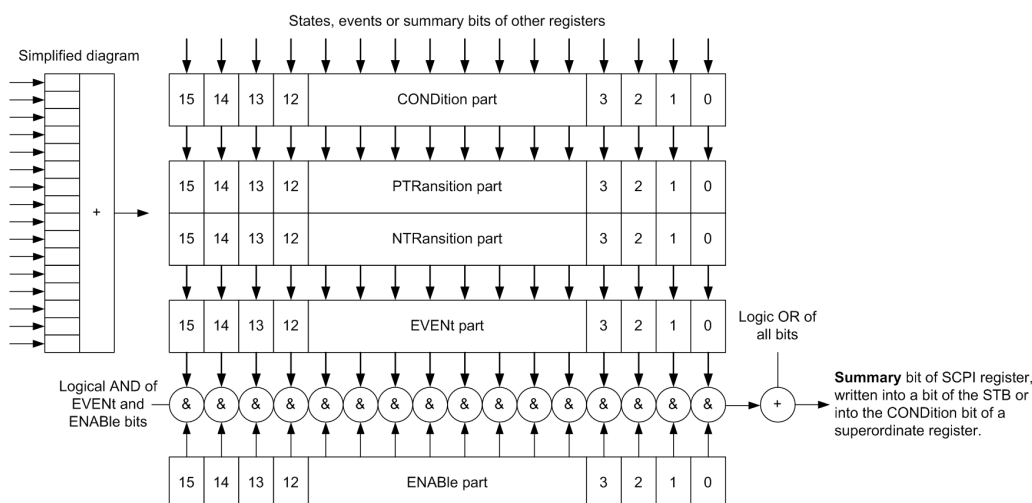 States, events or summary bits of other registers
Simplified diagram
15 14 13 12 CONDition part 3 2 1 0
15 14 13 12 PTRansition part 3 2 1 0
+
15 14 13 12 NTRansition part 3 2 1 0
15 14 13 12 EVENt part 3 2 1 0
Logic OR of
all bits
Logical AND of
EVENt and
ENABle bits
& & & & & & & & & & & & & & & &
+
Summary bit of SCPI register,
written into a bit of the STB or
into the CONDition bit of a
superordinate register.
15 14 13 12 ENABle part 3 2 1 0